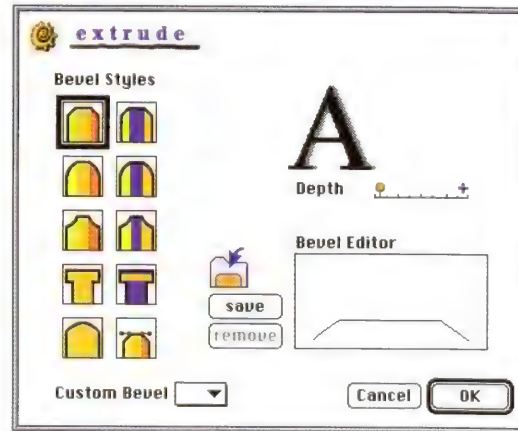 extrude
Bevel Styles
A
Depth
Bevel Editor
save
remove
Custom Bevel
Cancel
OK